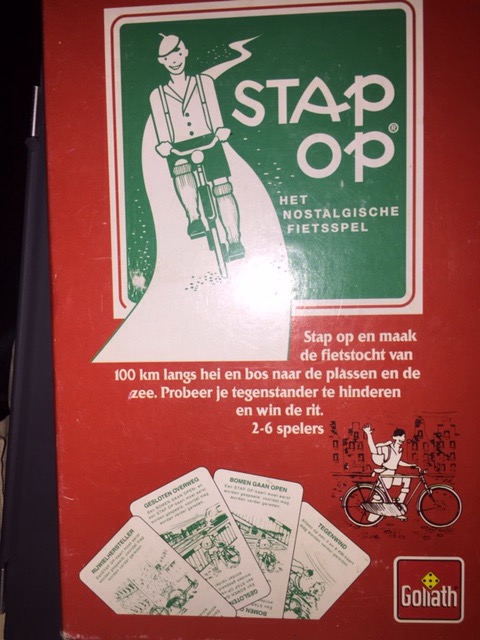 STAP
OP®
HET
NOSTALGISCHE
FIETSSPEL
Stap op en maak
de fietstocht van
100 km langs hei en bos naar de plassen en de
zee. Probeer je tegenstander te hinderen
en win de rit.
2-6 spelers
RIJWIELHERSTELLER
GESLOTEN OVERWEG
BOMEN GAAN OPEN
TEGENWIND
Goliath